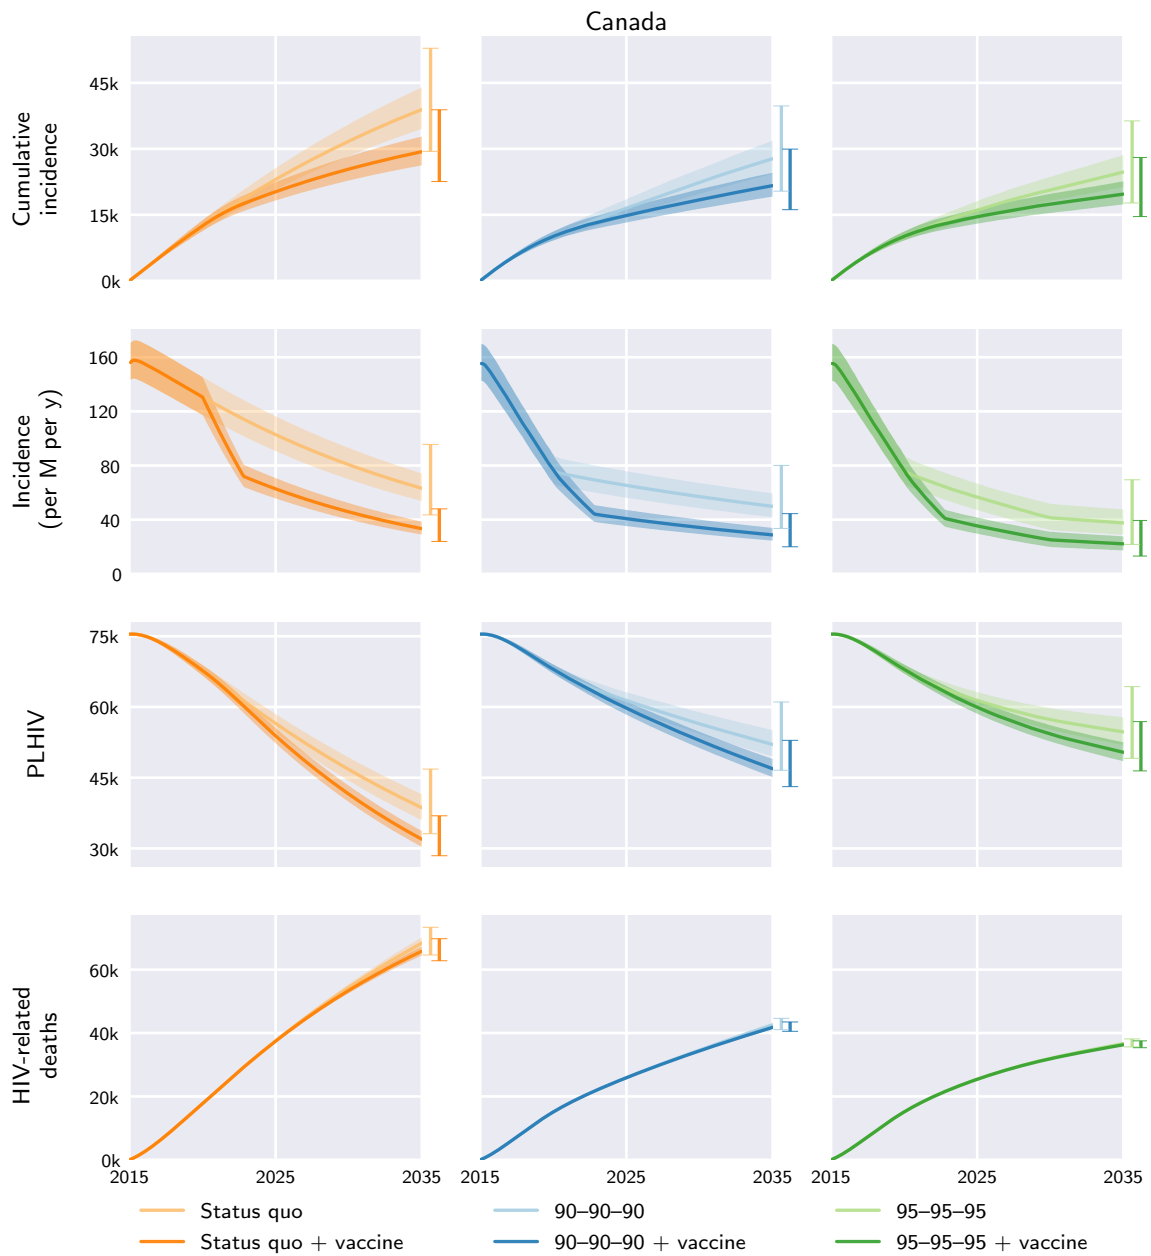 Canada
Cumulative
incidence
45k
30k
15k
0k
Incidence
(per M per y)
160
120
80
40
0
PLHIV
75k
60k
45k
30k
HIV-related
deaths
60k
40k
20k
0k
2015 2025 2035 2015 2025 2035 2015 2025 2035
Status quo 90–90–90 95–95–95
Status quo + vaccine 90–90–90 + vaccine 95–95–95 + vaccine